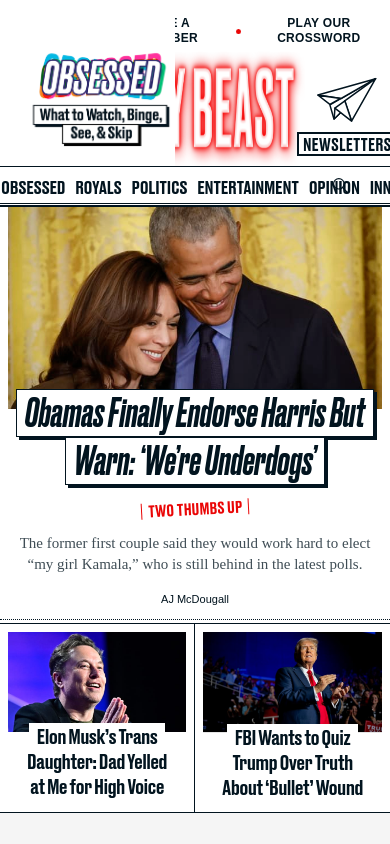 E A
BER
PLAY OUR
CROSSWORD
OBSESSED
What to Watch, Binge,
See, & Skip
Y BEAST
NEWSLETTERS
OBSESSED ROYALS POLITICS ENTERTAINMENT OPINION INN
Obamas Finally Endorse Harris But
Warn: ‘We’re Underdogs’
TWO THUMBS UP
The former first couple said they would work hard to elect
“my girl Kamala,” who is still behind in the latest polls.
AJ McDougall
Elon Musk’s Trans
Daughter: Dad Yelled
at Me for High Voice
FBI Wants to Quiz
Trump Over Truth
About ‘Bullet’ Wound